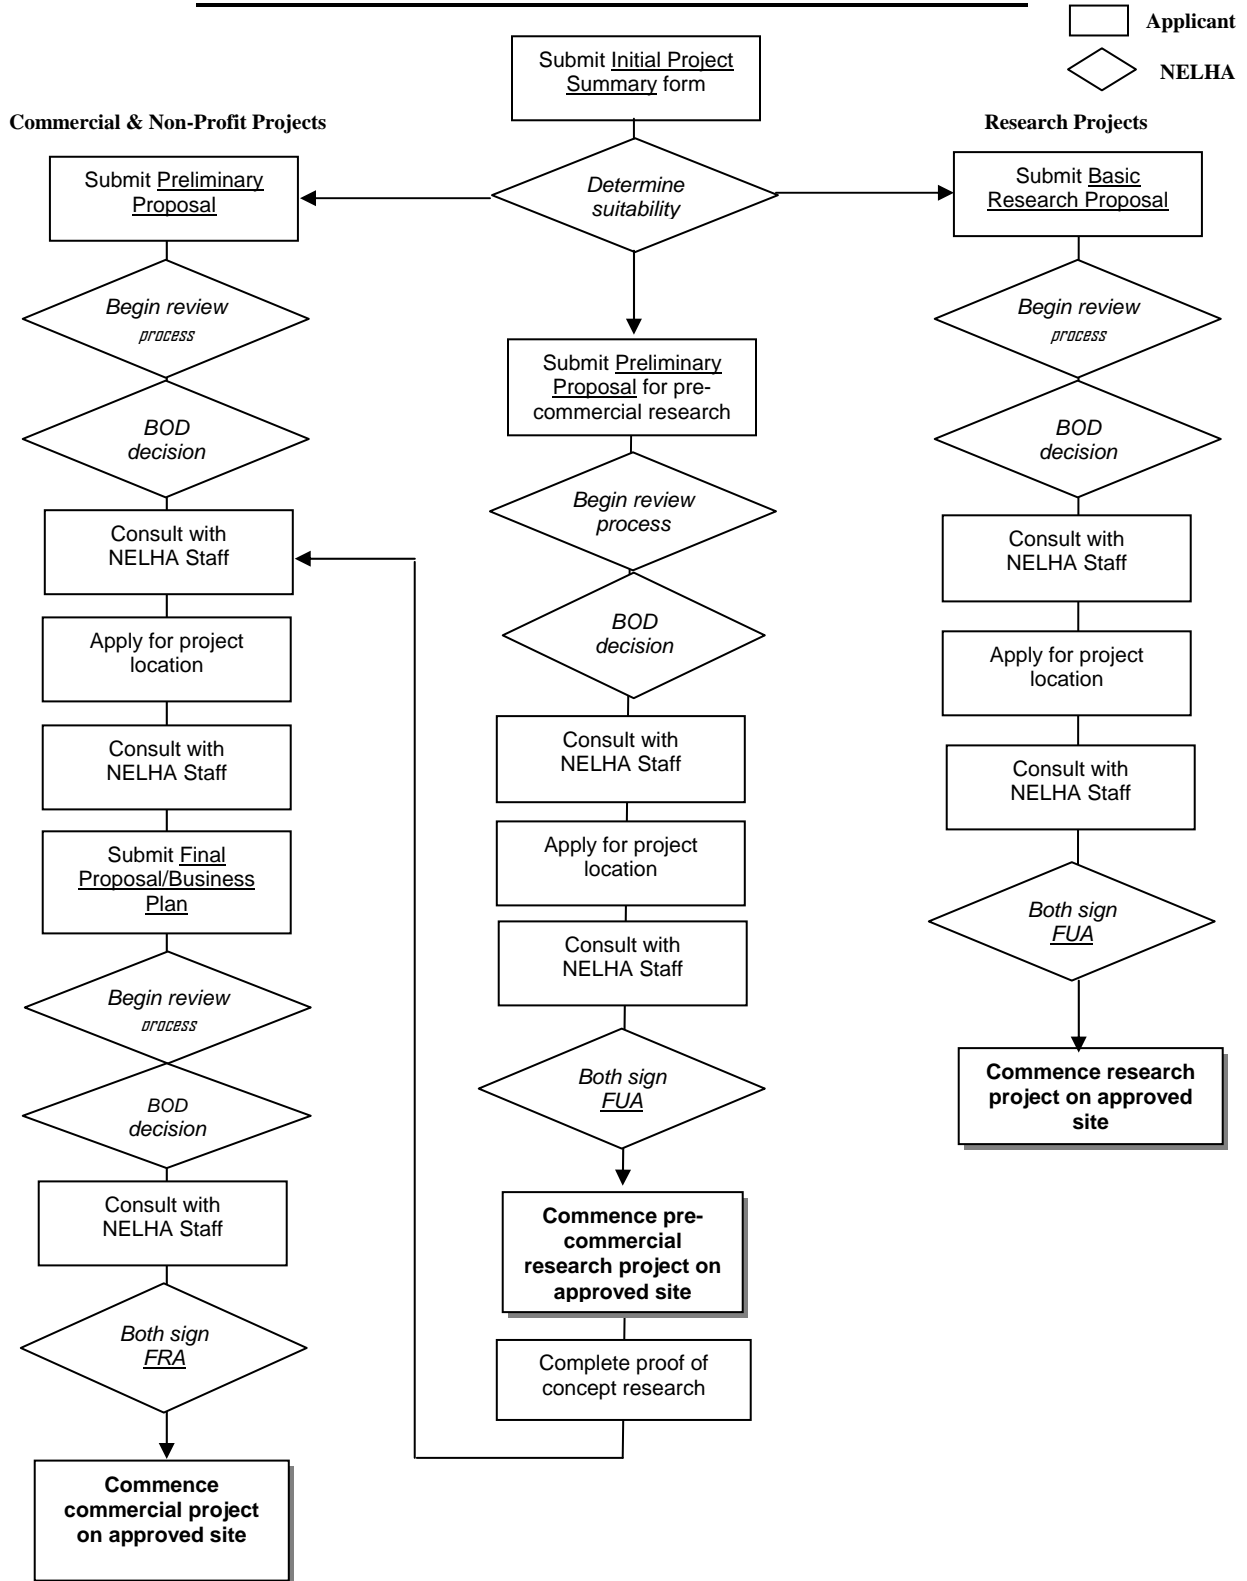 Applicant
NELHA
Submit Initial Project
Summary form
Determine
suitability
Commercial & Non-Profit Projects
Submit Preliminary
Proposal
Begin review
process
BOD
decision
Consult with
NELHA Staff
Apply for project
location
Consult with
NELHA Staff
Submit Final
Proposal/Business
Plan
Begin review
process
BOD
decision
Consult with
NELHA Staff
Both sign
FRA
Commence
commercial project
on approved site
Submit Preliminary
Proposal for pre-
commercial research
Begin review
process
BOD
decision
Consult with
NELHA Staff
Apply for project
location
Consult with
NELHA Staff
Both sign
FUA
Commence pre-
commercial
research project on
approved site
Complete proof of
concept research
Research Projects
Submit Basic
Research Proposal
Begin review
process
BOD
decision
Consult with
NELHA Staff
Apply for project
location
Consult with
NELHA Staff
Both sign
FUA
Commence research
project on approved
site